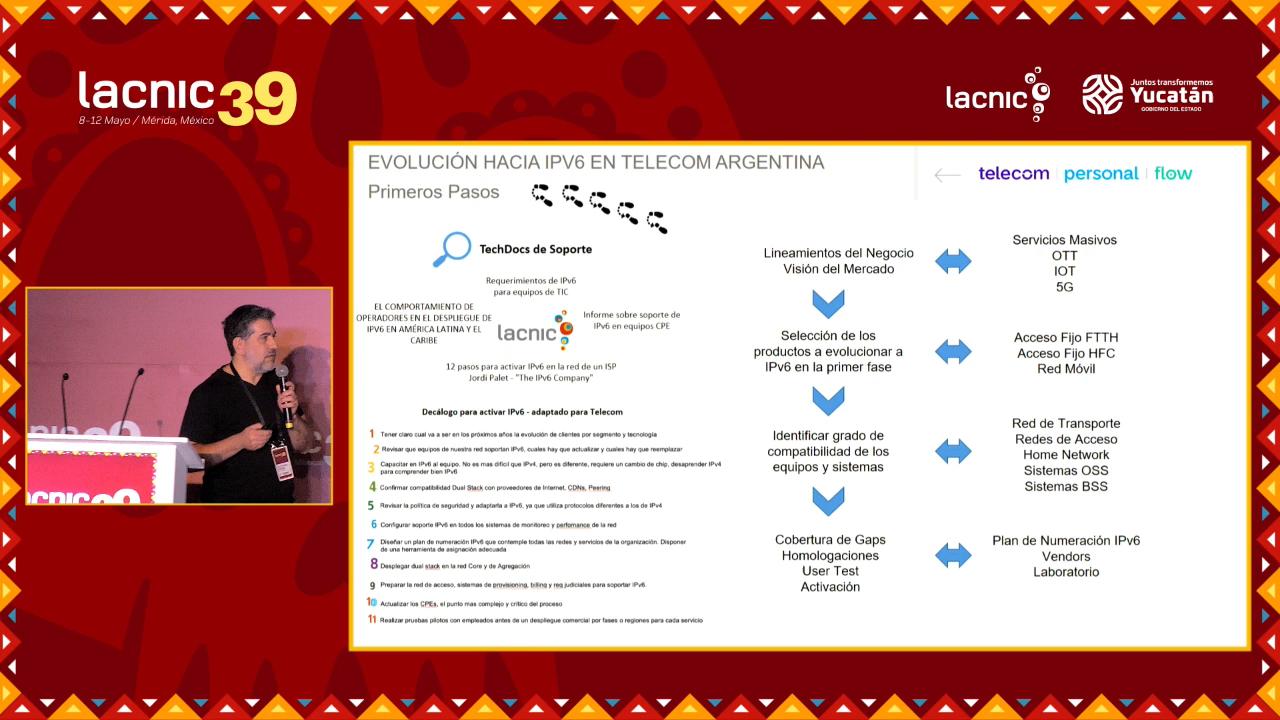 lacnic39
8-12 Mayo / Mérida, México
lacnic
Juntos transformemos
Yucatán
GOBIERNO DEL ESTADO
EVOLUCIÓN HACIA IPV6 EN TELECOM ARGENTINA
Primeros Pasos
telecom | personal | flow
TechDocs de Soporte
Requerimientos de IPv6
para equipos de TIC
EL COMPORTAMIENTO DE
OPERADORES EN EL DESPLIEGUE DE
IPV6 EN AMÉRICA LATINA Y EL
CARIBE
lacnic
Informe sobre soporte de
IPv6 en equipos CPE
12 pasos para activar IPv6 en la red de un ISP
Jordi Palet - "The IPv6 Company"
Decálogo para activar IPv6 - adaptado para Telecom
1 Tener claro cual va a ser en los próximos años la evolución de clientes por segmento y tecnología
2 Revisar que equipos de nuestra red soportan IPv6, cuales hay que actualizar y cuales hay que reemplazar
3 Capacitar en IPv6 al equipo. No es mas difícil que IPv4, pero es diferente, requiere un cambio de chip, desaprender IPv4
para comprender bien IPv6
4 Confirmar compatibilidad Dual Stack con proveedores de Internet, CDNs, Peering
5 Revisar la política de seguridad y adaptarla a IPv6, ya que utiliza protocolos diferentes a los de IPv4
6 Configurar soporte IPv6 en todos los sistemas de monitoreo y perfomance de la red
7 Diseñar un plan de numeración IPv6 que contemple todas las redes y servicios de la organización. Disponer
de una herramienta de asignación adecuada
8 Desplegar dual stack en la red Core y de Agregación
9 Preparar la red de acceso, sistemas de provisioning, billing y req judiciales para soportar IPv6.
10 Actualizar los CPEs, el punto mas complejo y crítico del proceso
11 Realizar pruebas pilotos con empleados antes de un despliegue comercial por fases o regiones para cada servicio
Lineamientos del Negocio
Visión del Mercado
Servicios Masivos
OTT
IOT
5G
Selección de los
productos a evolucionar a
IPv6 en la primer fase
Acceso Fijo FTTH
Acceso Fijo HFC
Red Móvil
Identificar grado de
compatibilidad de los
equipos y sistemas
Red de Transporte
Redes de Acceso
Home Network
Sistemas OSS
Sistemas BSS
Cobertura de Gaps
Homologaciones
User Test
Activación
Plan de Numeración IPv6
Vendors
Laboratorio